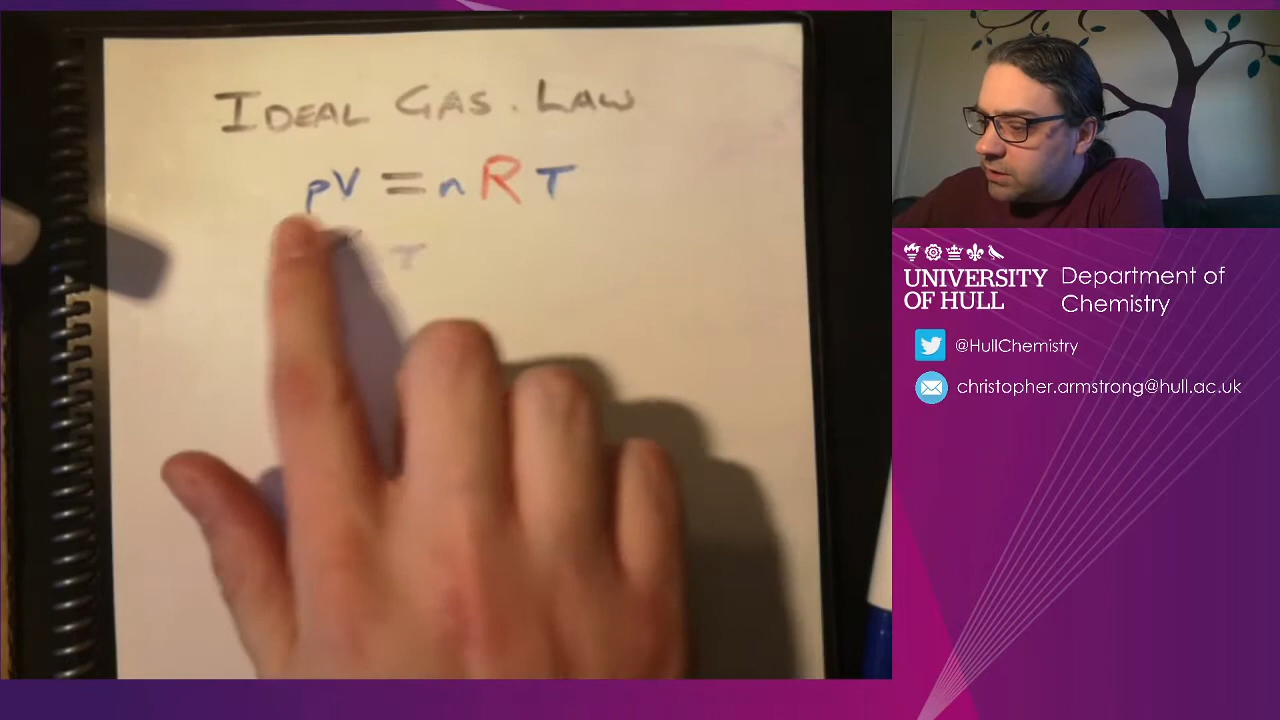 IDEAL GAS. LAW
pV = nRT
T
UNIVERSITY
OF HULL
Department of
Chemistry
@HullChemistry
christopher.armstrong@hull.ac.uk